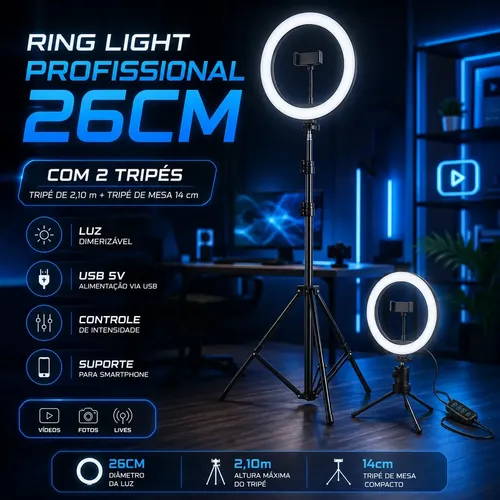 RING LIGHT
PROFISSIONAL
26CM
COM 2 TRIPÉS
TRIPÉ DE 2,10 m + TRIPÉ DE MESA 14 cm
LUZ
DIMERIZÁVEL
USB 5V
ALIMENTAÇÃO VIA USB
CONTROLE
DE INTENSIDADE
SUPORTE
PARA SMARTPHONE
VÍDEOS
FOTOS
LIVES
26CM
DIÂMETRO
DA LUZ
2,10m
ALTURA MÁXIMA
DO TRIPÉ
14cm
TRIPÉ DE MESA
COMPACTO